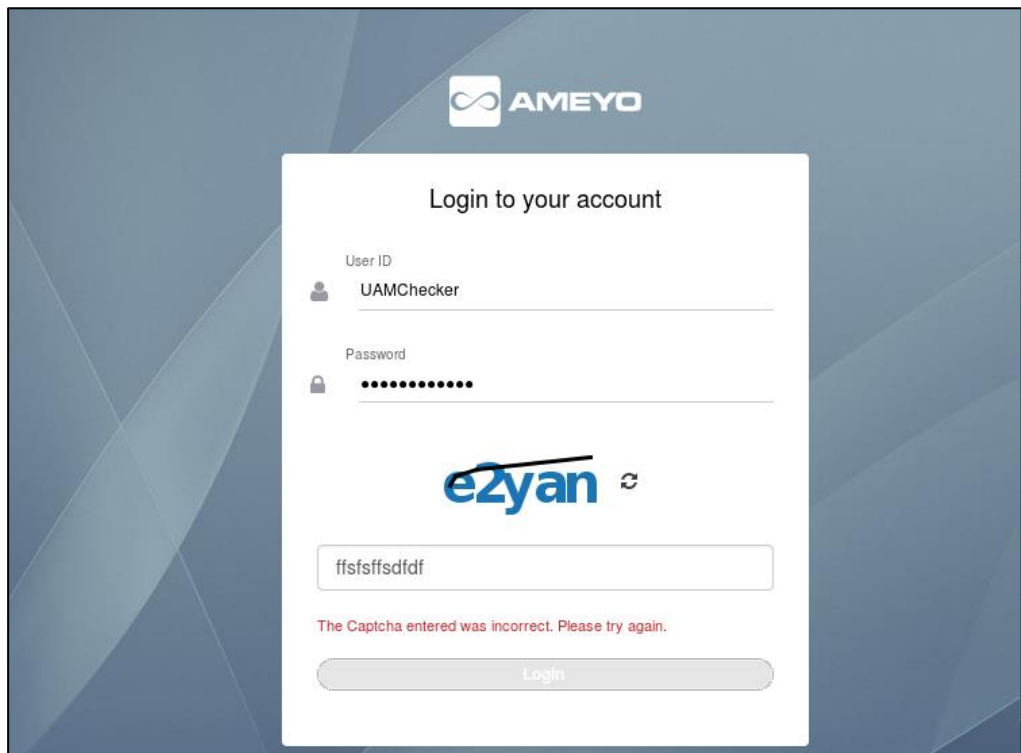 AMEYO
Login to your account
User ID
UAMChecker
Password
••••••••••••
e2yan
ffsfsffsdfdf
The Captcha entered was incorrect. Please try again.
Login